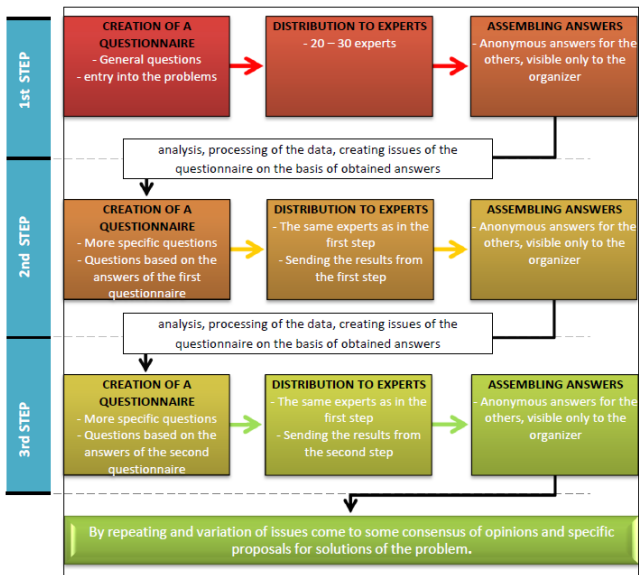 1st STEP
CREATION OF A
QUESTIONNAIRE
- General questions
- entry into the problems
DISTRIBUTION TO EXPERTS
- 20 – 30 experts
ASSEMBLING ANSWERS
- Anonymous answers for the
others, visible only to the
organizer
analysis, processing of the data, creating issues of the
questionnaire on the basis of obtained answers
2nd STEP
CREATION OF A
QUESTIONNAIRE
- More specific questions
- Questions based on the
answers of the first
questionnaire
DISTRIBUTION TO EXPERTS
- The same experts as in the
first step
- Sending the results from
the first step
ASSEMBLING ANSWERS
- Anonymous answers for the
others, visible only to the
organizer
analysis, processing of the data, creating issues of the
questionnaire on the basis of obtained answers
3rd STEP
CREATION OF A
QUESTIONNAIRE
- More specific questions
- Questions based on the
answers of the second
questionnaire
DISTRIBUTION TO EXPERTS
- The same experts as in the
first step
- Sending the results from
the second step
ASSEMBLING ANSWERS
- Anonymous answers for the
others, visible only to the
organizer
By repeating and variation of issues come to some consensus of opinions and specific
proposals for solutions of the problem.